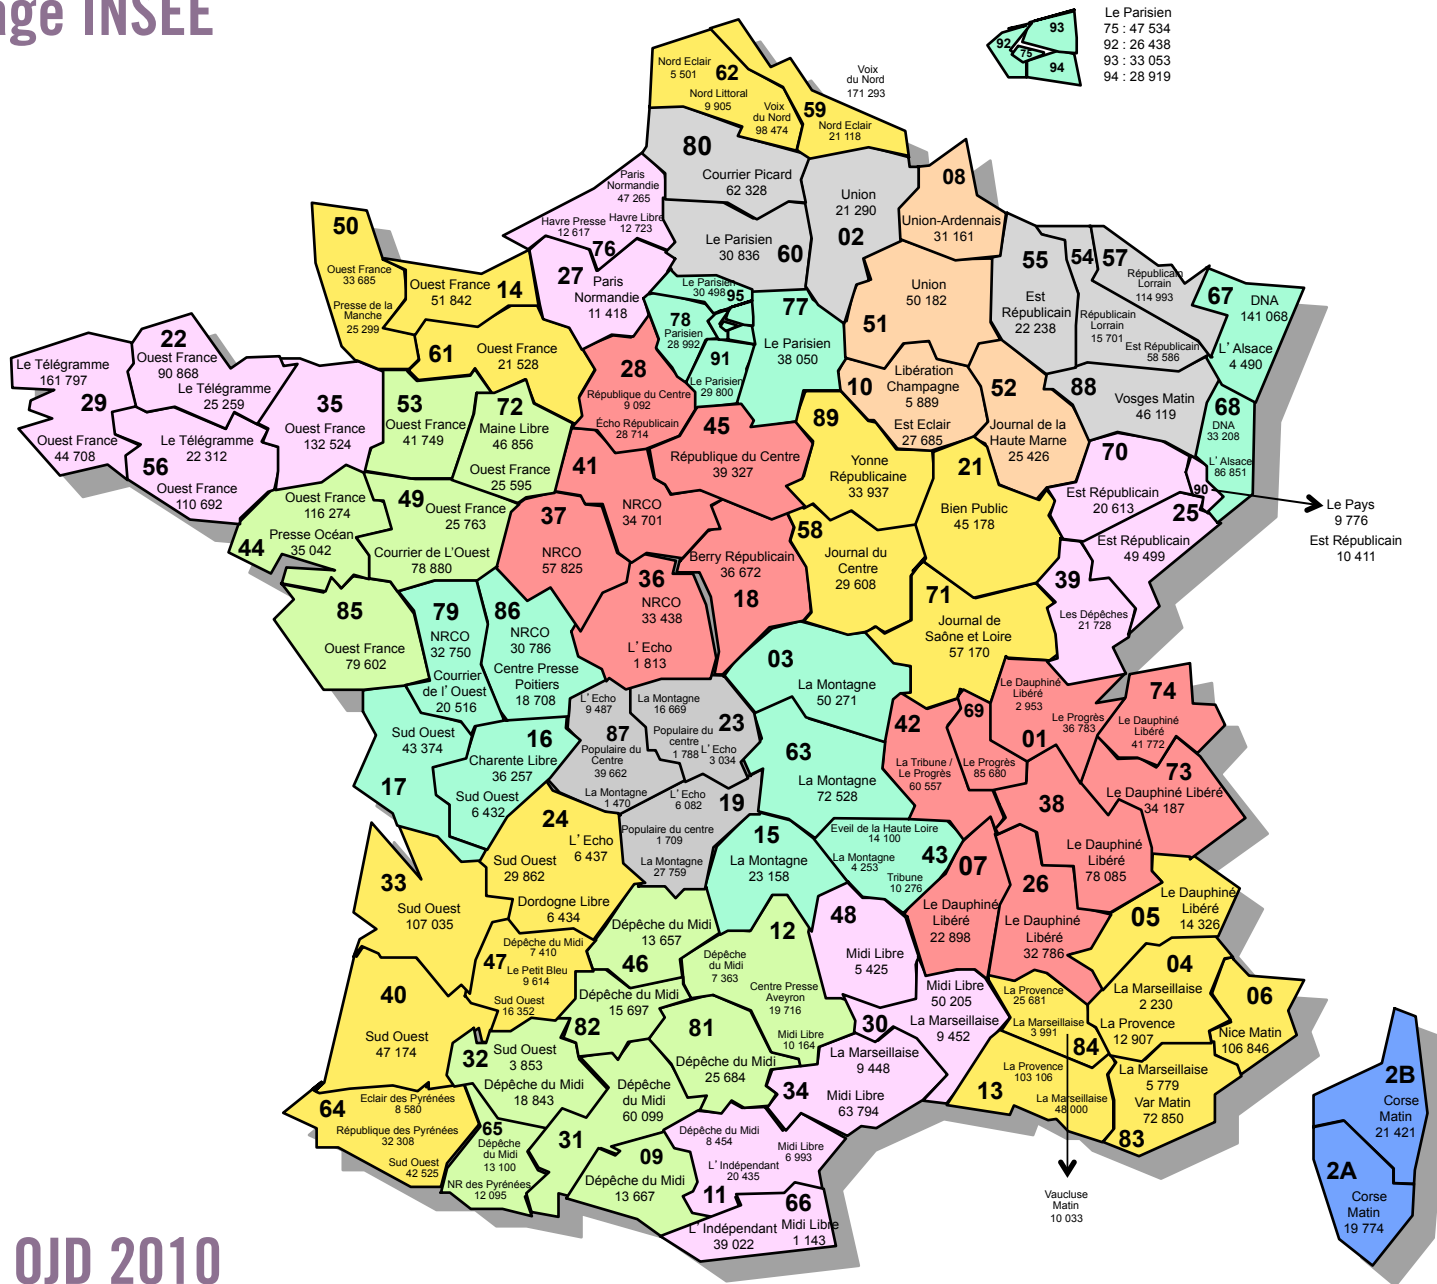 age INSEE
Le Parisien
75 : 47 534
92 : 26 438
93 : 33 053
94 : 28 919
93
92
75
94
Nord Eclair
5 501
62
Nord Littoral
9 905
Voix
du Nord
98 474
Voix
du Nord
171 293
59
Nord Eclair
21 118
80
Courrier Picard
62 328
Paris
Normandie
47 265
Havre Presse
12 617
Havre Libre
12 723
76
Le Parisien
30 836
60
Union
21 290
02
08
Union-Ardennais
31 161
50
Ouest France
33 685
Presse de la
Manche
25 299
Ouest France
51 842
14
27
Paris
Normandie
11 418
Le Parisien
30 498
95
78
Parisien
28 992
91
Le Parisien
29 800
77
Le Parisien
38 050
Union
50 182
51
55
Est
Républicain
22 238
54
Républicain
Lorrain
15 701
57
Républicain
Lorrain
114 993
Est Républicain
58 586
67
DNA
141 068
L' Alsace
4 490
61
Ouest France
21 528
22
Ouest France
90 868
Le Télégramme
25 259
Le Télégramme
161 797
29
Ouest France
44 708
Le Télégramme
22 312
56
Ouest France
110 692
35
Ouest France
132 524
53
Ouest France
41 749
72
Maine Libre
46 856
Ouest France
25 595
28
République du Centre
9 092
Écho Républicain
28 714
45
République du Centre
39 327
89
Yonne
Républicaine
33 937
10
Libération
Champagne
5 889
Est Eclair
27 685
52
Journal de la
Haute Marne
25 426
88
Vosges Matin
46 119
68
DNA
33 208
L' Alsace
86 851
70
Est Républicain
20 613
90
Le Pays
9 776
Est Républicain
10 411
25
Est Républicain
49 499
Ouest France
116 274
Presse Océan
35 042
44
49
Ouest France
25 763
Courrier de L'Ouest
78 880
37
NRCO
57 825
41
NRCO
34 701
21
Bien Public
45 178
58
Journal du
Centre
29 608
Berry Républicain
36 672
18
36
NRCO
33 438
L' Echo
1 813
39
Les Dépêches
21 728
71
Journal de
Saône et Loire
57 170
85
Ouest France
79 602
79
NRCO
32 750
Courrier
de l' Ouest
20 516
86
NRCO
30 786
Centre Presse
Poitiers
18 708
03
La Montagne
50 271
L' Echo
9 487
87
Populaire du
Centre
39 662
La Montagne
1 470
La Montagne
16 669
23
Populaire du
centre
1 788
L' Echo
3 034
Sud Ouest
43 374
17
16
Charente Libre
36 257
Sud Ouest
6 432
63
La Montagne
72 528
42
La Tribune /
Le Progrès
60 557
69
Le Progrès
85 680
Le Dauphiné
Libéré
2 953
Le Progrès
36 783
01
74
Le Dauphiné
Libéré
41 772
73
Le Dauphiné Libéré
34 187
38
Le Dauphiné
Libéré
78 085
24
L' Echo
6 437
Sud Ouest
29 862
Dordogne Libre
6 434
L' Echo
6 082
19
Populaire du centre
1 709
La Montagne
27 759
15
La Montagne
23 158
Eveil de la Haute Loire
14 100
43
La Montagne
4 253
Tribune
10 276
07
Le Dauphiné
Libéré
22 898
26
Le Dauphiné
Libéré
32 786
Le Dauphiné
Libéré
14 326
05
33
Sud Ouest
107 035
47
Dépêche du Midi
7 410
Le Petit Bleu
9 614
Sud Ouest
16 352
Dépêche du Midi
13 657
46
12
Dépêche
du Midi
7 363
Centre Presse
Aveyron
19 716
Midi Libre
10 164
48
Midi Libre
5 425
Midi Libre
50 205
La Marseillaise
9 452
30
La Provence
25 681
La Marseillaise
3 991
84
Vaucluse
Matin
10 033
04
La Marseillaise
2 230
La Provence
12 907
06
Nice Matin
106 846
40
Sud Ouest
47 174
Dépêche du Midi
15 697
82
81
Dépêche du Midi
25 684
32
Sud Ouest
3 853
Dépêche du Midi
18 843
Dépêche
du Midi
60 099
31
La Marseillaise
9 448
34
Midi Libre
63 794
La Provence
103 106
13
La Marseillaise
48 000
La Marseillaise
5 779
Var Matin
72 850
83
64
Eclair des Pyrénées
8 580
République des Pyrénées
32 308
Sud Ouest
42 525
65
Dépêche
du Midi
13 100
NR des Pyrénées
12 095
09
Dépêche du Midi
13 667
Dépêche du Midi
8 454
Midi Libre
6 993
L' Indépendant
20 435
11
66
L' Indépendant
39 022
Midi Libre
1 143
2B
Corse
Matin
21 421
2A
Corse
Matin
19 774
OJD 2010